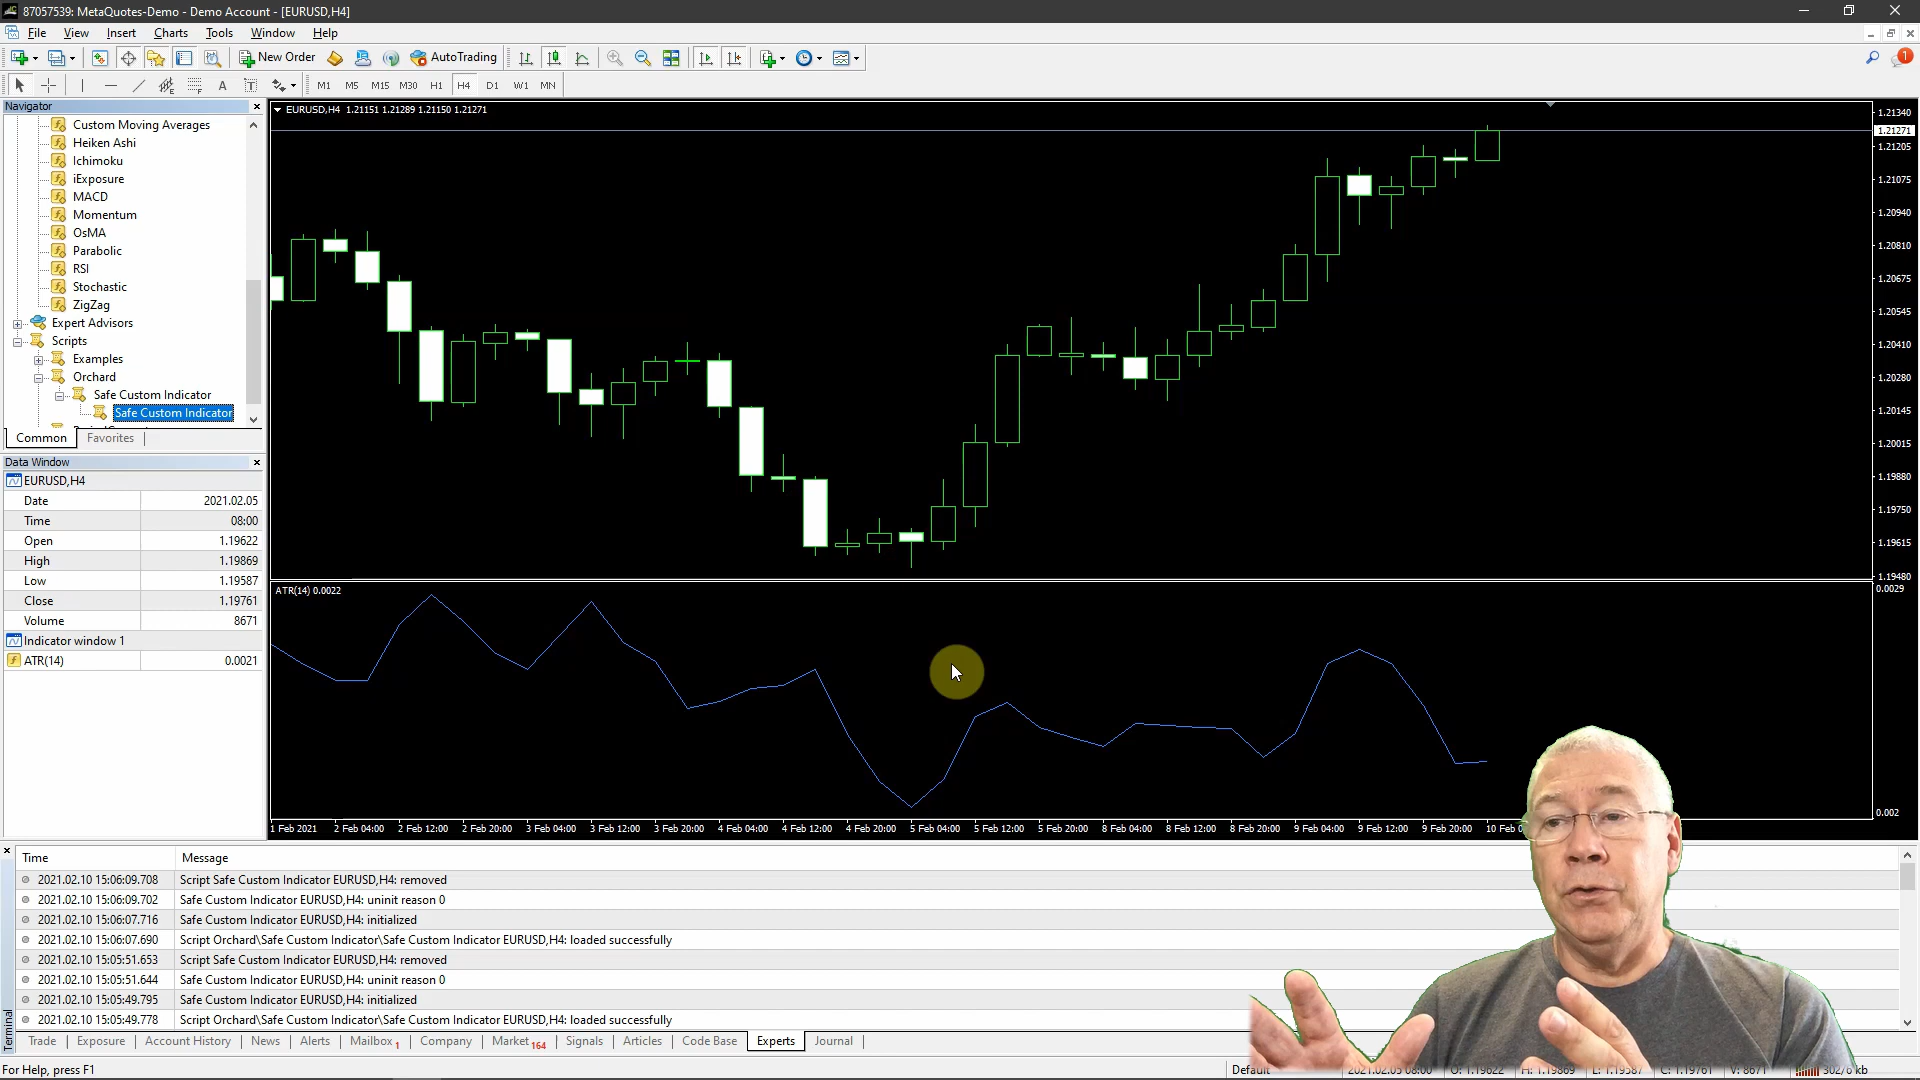 87057539: MetaQuotes-Demo - Demo Account - [EURUSD,H4]
File View Insert Charts Tools Window Help
New Order AutoTrading
M1 M5 M15 M30 H1 H4 D1 W1 MN
Navigator
Custom Moving Averages
Heiken Ashi
Ichimoku
iExposure
MACD
Momentum
OsMA
Parabolic
RSI
Stochastic
ZigZag
Expert Advisors
Scripts
Examples
Orchard
Safe Custom Indicator
Safe Custom Indicator
Common Favorites
Data Window
EURUSD,H4
Date 2021.02.05
Time 08:00
Open 1.19622
High 1.19869
Low 1.19587
Close 1.19761
Volume 8671
Indicator window 1
ATR(14) 0.0021
EURUSD,H4 1.21151 1.21289 1.21150 1.21271
1.21340
1.21271
1.21205
1.21075
1.20940
1.20810
1.20675
1.20545
1.20410
1.20280
1.20145
1.20015
1.19880
1.19750
1.19615
1.19480
ATR(14) 0.0022
0.0029
0.002
1 Feb 2021 2 Feb 04:00 2 Feb 12:00 2 Feb 20:00 3 Feb 04:00 3 Feb 12:00 3 Feb 20:00 4 Feb 04:00 4 Feb 12:00 4 Feb 20:00 5 Feb 04:00 5 Feb 12:00 5 Feb 20:00 8 Feb 04:00 8 Feb 12:00 8 Feb 20:00 9 Feb 04:00 9 Feb 12:00 9 Feb 20:00 10 Feb
Time Message
2021.02.10 15:06:09.708 Script Safe Custom Indicator EURUSD,H4: removed
2021.02.10 15:06:09.702 Safe Custom Indicator EURUSD,H4: uninit reason 0
2021.02.10 15:06:07.716 Safe Custom Indicator EURUSD,H4: initialized
2021.02.10 15:06:07.690 Script Orchard\Safe Custom Indicator\Safe Custom Indicator EURUSD,H4: loaded successfully
2021.02.10 15:05:51.653 Script Safe Custom Indicator EURUSD,H4: removed
2021.02.10 15:05:51.644 Safe Custom Indicator EURUSD,H4: uninit reason 0
2021.02.10 15:05:49.795 Safe Custom Indicator EURUSD,H4: initialized
2021.02.10 15:05:49.778 Script Orchard\Safe Custom Indicator\Safe Custom Indicator EURUSD,H4: loaded successfully
Terminal
Trade Exposure Account History News Alerts Mailbox 1 Company Market 164 Signals Articles Code Base Experts Journal
For Help, press F1 Default